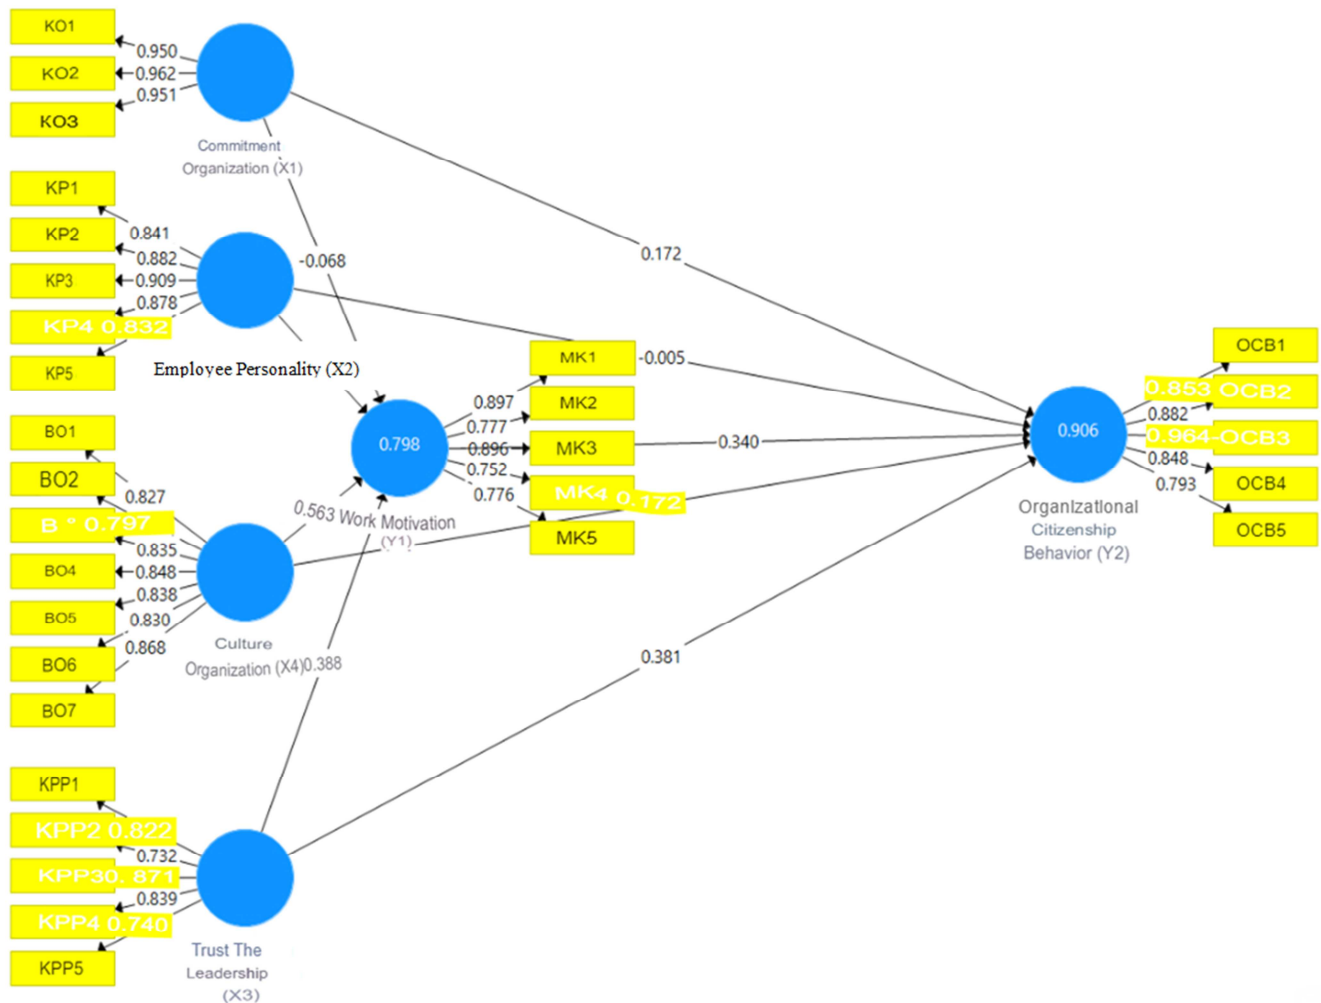 KO1
0.950
KO2
0.962
0.951
KO3
Commitment
Organization (X1)
KP1
0.841
KP2
0.882
KP3
0.909
0.878
KP4 0.832
KP5
-0.068
0.172
Employee Personality (X2)
MK1
-0.005
0.897
MK2
0.777
0.798
0.896
MK3
0.340
0.752
MK4 0.172
0.776
MK5
0.563 Work Motivation
(Y1)
OCB1
0.853 OCB2
0.882
0.906
0.964-OCB3
0.848
OCB4
0.793
OCB5
Organizational
Citizenship
Behavior (Y2)
BO1
BO2
0.827
B ° 0.797
0.835
BO4
0.848
0.838
BO5
0.830
0.868
BO6
BO7
Culture
Organization (X4)0.388
0.381
KPP1
KPP2 0.822
0.732
KPP30. 871
0.839
KPP4 0.740
KPP5
Trust The
Leadership
(X3)